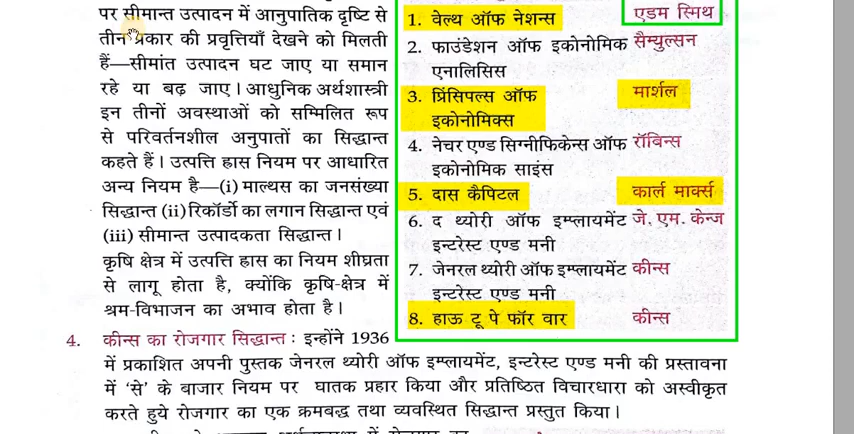 पर सीमान्त उत्पादन में आनुपातिक दृष्टि से
तीन प्रकार की प्रवृत्तियाँ देखने को मिलती
हैं—सीमांत उत्पादन घट जाए या समान
रहे या बढ़ जाए। आधुनिक अर्थशास्त्री
इन तीनों अवस्थाओं को सम्मिलित रूप
से परिवर्तनशील अनुपातों का सिद्धान्त
कहते हैं। उत्पत्ति ह्रास नियम पर आधारित
अन्य नियम है—(i) माल्थस का जनसंख्या
सिद्धान्त (ii) रिकॉर्डो का लगान सिद्धान्त एवं
(iii) सीमान्त उत्पादकता सिद्धान्त।
कृषि क्षेत्र में उत्पत्ति ह्रास का नियम शीघ्रता
से लागू होता है, क्योंकि कृषि-क्षेत्र में
श्रम-विभाजन का अभाव होता है।
1. वेल्थ ऑफ नेशन्स एडम स्मिथ
2. फाउंडेशन ऑफ इकोनोमिक सैम्युल्सन
एनालिसिस
3. प्रिंसिपल्स ऑफ मार्शल
इकोनोमिक्स
4. नेचर एण्ड सिग्नीफिकेन्स ऑफ रॉबिन्स
इकोनोमिक साइंस
5. दास कैपिटल कार्ल मार्क्स
6. द थ्योरी ऑफ इम्प्लायमेंट जे. एम. केन्ज
इन्टरेस्ट एण्ड मनी
7. जेनरल थ्योरी ऑफ इम्प्लायमेंट कीन्स
इन्टरेस्ट एण्ड मनी
8. हाऊ टू पे फॉर वार कीन्स
4. कीन्स का रोजगार सिद्धान्त : इन्होंने 1936
में प्रकाशित अपनी पुस्तक जेनरल थ्योरी ऑफ इम्प्लायमेंट, इन्टरेस्ट एण्ड मनी की प्रस्तावना
में 'से' के बाजार नियम पर घातक प्रहार किया और प्रतिष्ठित विचारधारा को अस्वीकृत
करते हुये रोजगार का एक क्रमबद्ध तथा व्यवस्थित सिद्धान्त प्रस्तुत किया।